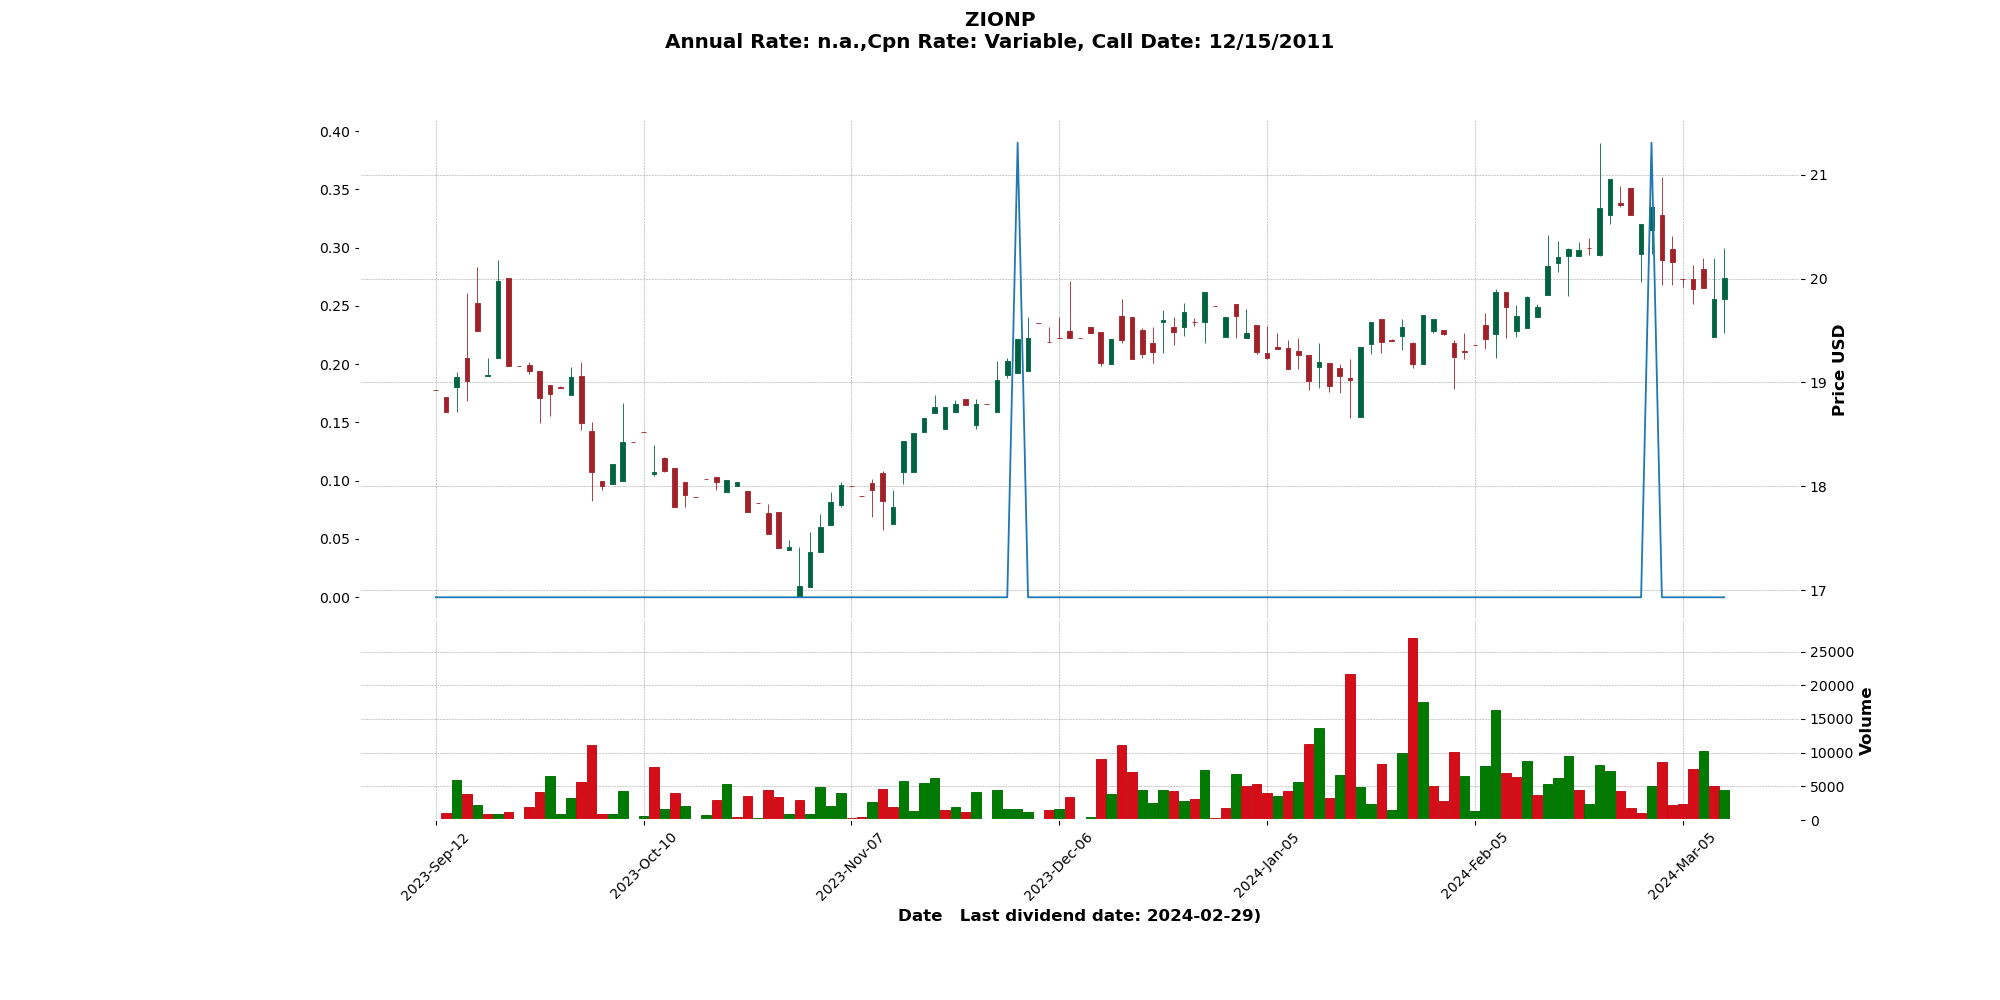 ZIONP
Annual Rate: n.a.,Cpn Rate: Variable, Call Date: 12/15/2011
0.40
0.35
0.30
0.25
0.20
0.15
0.10
0.05
0.00
21
20
19
18
17
Price USD
25000
20000
15000
10000
5000
0
Volume
2023-Sep-12
2023-Oct-10
2023-Nov-07
2023-Dec-06
2024-Jan-05
2024-Feb-05
2024-Mar-05
Date   Last dividend date: 2024-02-29)